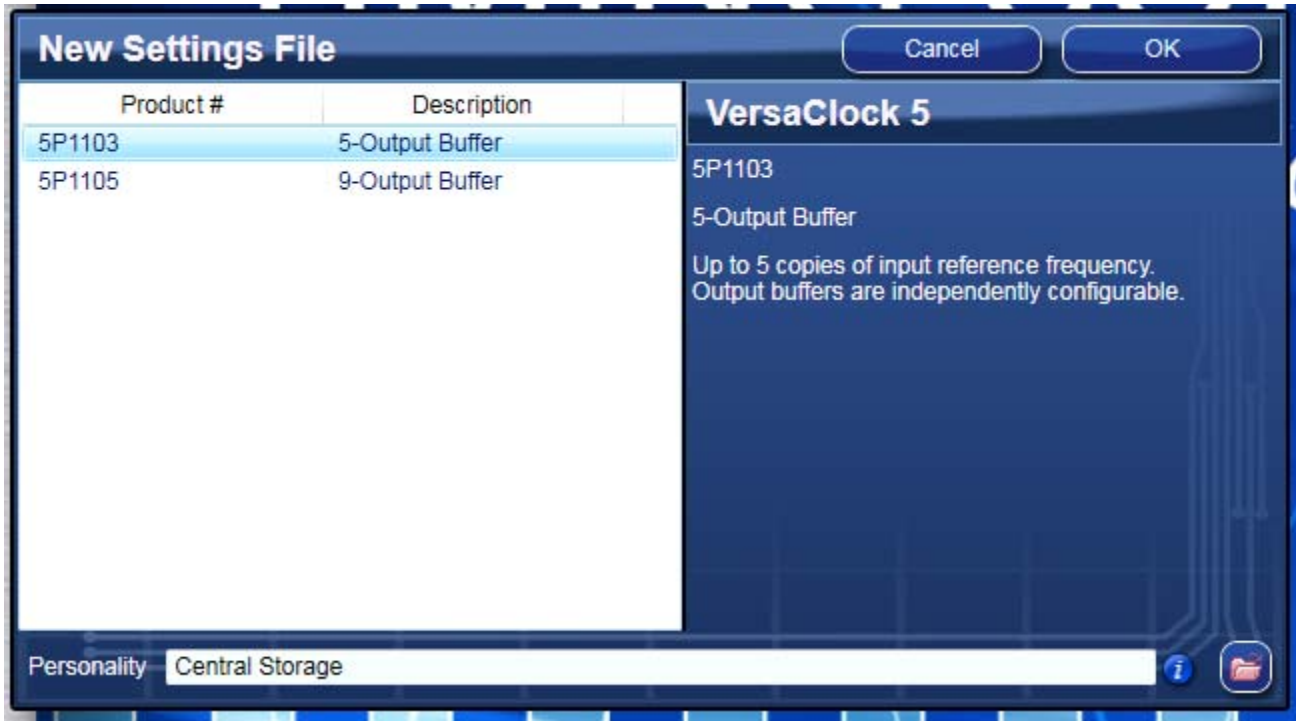 New Settings File
Cancel
OK
Product #
Description
5P1103
5-Output Buffer
5P1105
9-Output Buffer
VersaClock 5
5P1103
5-Output Buffer
Up to 5 copies of input reference frequency.
Output buffers are independently configurable.
Personality
Central Storage
i